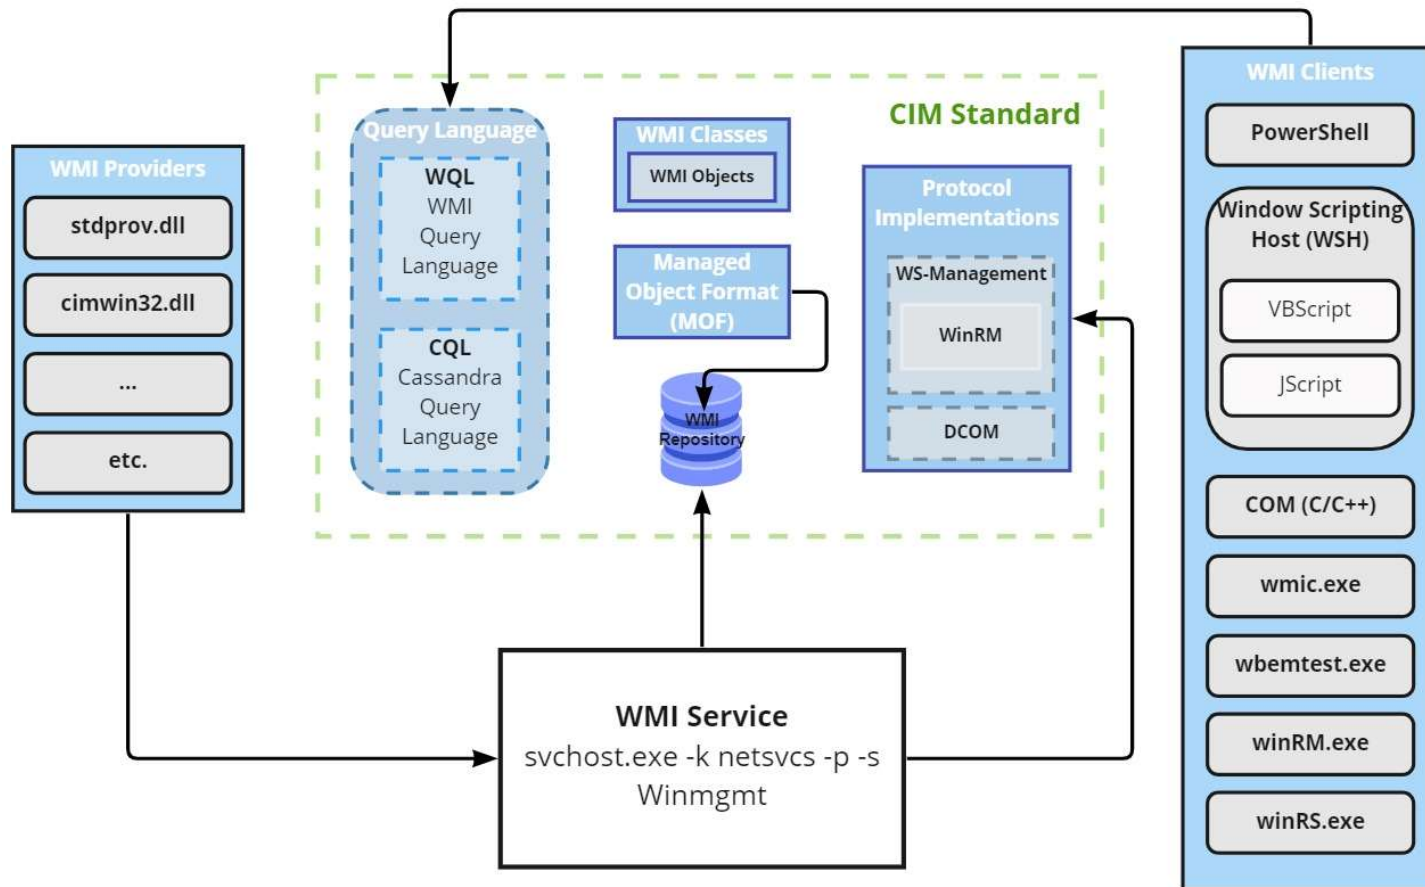 WMI Providers
stdprov.dll
cimwin32.dll
...
etc.
CIM Standard
Query Language
WQL
WMI
Query
Language
CQL
Cassandra
Query
Language
WMI Classes
WMI Objects
Managed
Object Format
(MOF)
WMI
Repository
Protocol
Implementations
WS-Management
WinRM
DCOM
WMI Service
svchost.exe -k netsvcs -p -s
Winmgmt
WMI Clients
PowerShell
Window Scripting
Host (WSH)
VBScript
JScript
COM (C/C++)
wmic.exe
wbemtest.exe
winRM.exe
winRS.exe